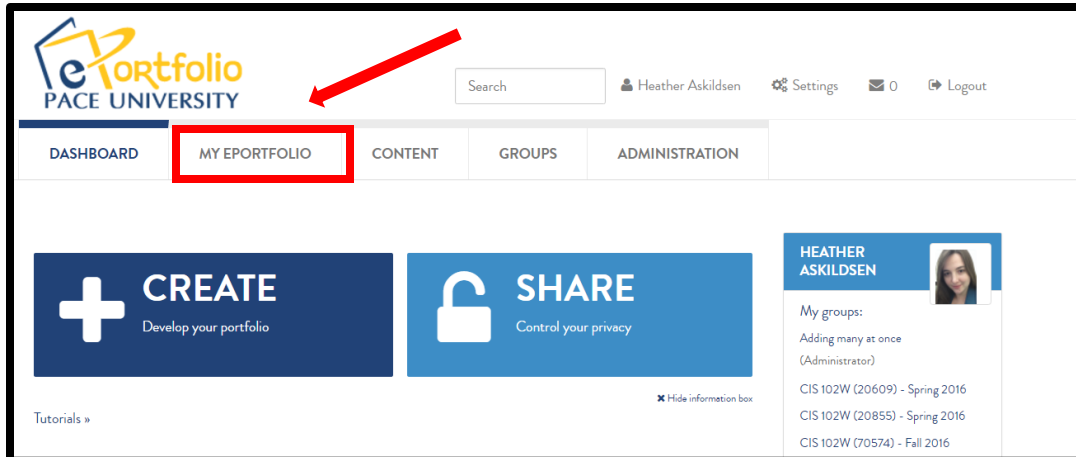 ePortfolio
PACE UNIVERSITY
Search
Heather Askildsen
Settings
0
Logout
DASHBOARD
MY EPORTFOLIO
CONTENT
GROUPS
ADMINISTRATION
CREATE
Develop your portfolio
SHARE
Control your privacy
Hide information box
Tutorials »
HEATHER
ASKILDSEN
My groups:
Adding many at once
(Administrator)
CIS 102W (20609) - Spring 2016
CIS 102W (20855) - Spring 2016
CIS 102W (70574) - Fall 2016